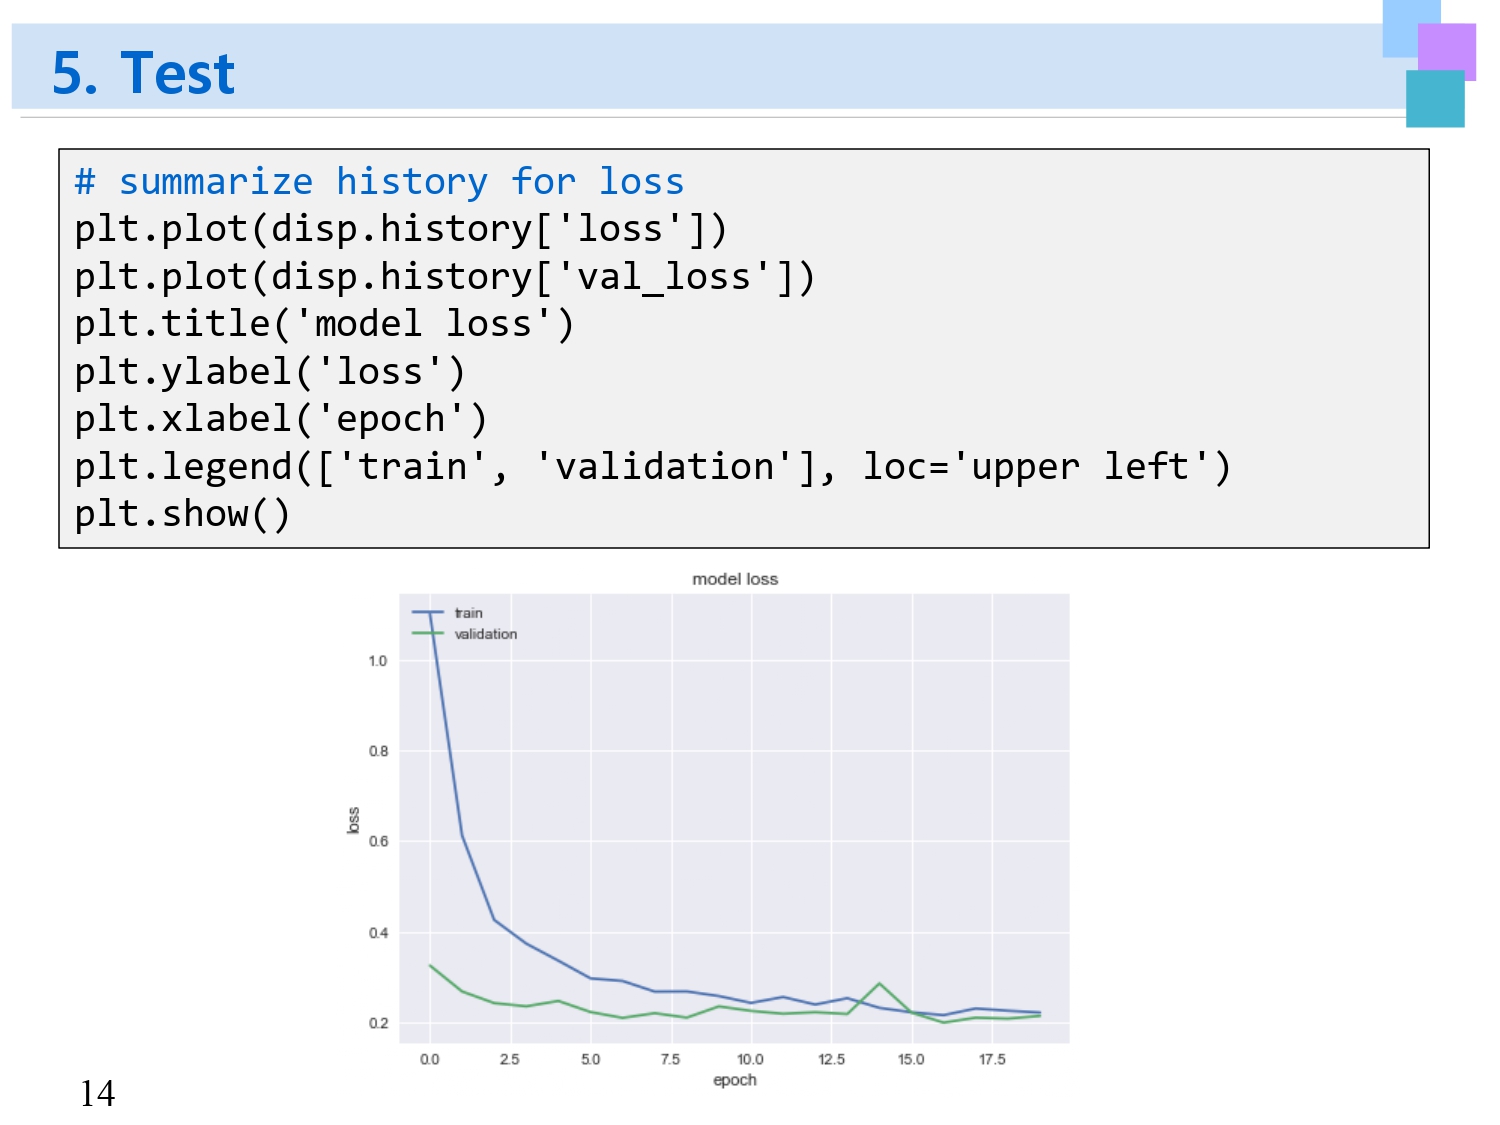 5. Test
# summarize history for loss
plt.plot(disp.history['loss'])
plt.plot(disp.history['val_loss'])
plt.title('model loss')
plt.ylabel('loss')
plt.xlabel('epoch')
plt.legend(['train', 'validation'], loc='upper left')
plt.show()
model loss
train
validation
1.0
0.8
0.6
0.4
0.2
loss
0.0 2.5 5.0 7.5 10.0 12.5 15.0 17.5
epoch
14